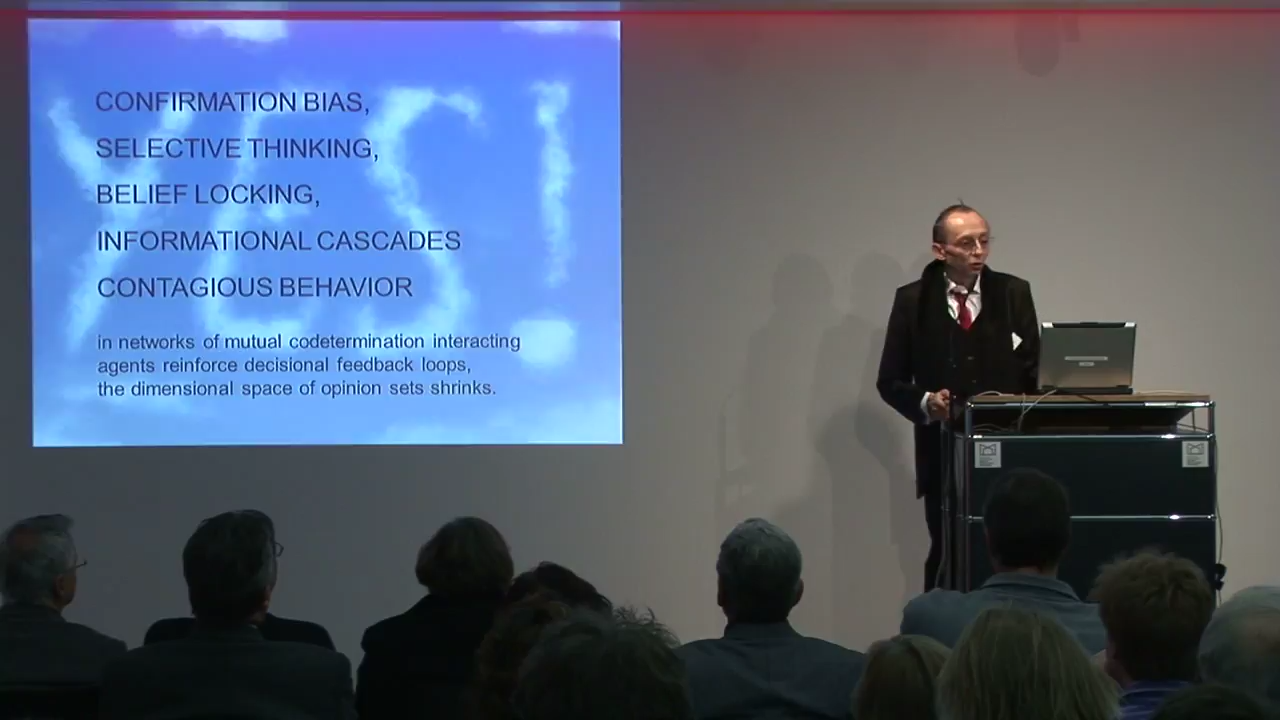 YES!
CONFIRMATION BIAS,
SELECTIVE THINKING,
BELIEF LOCKING,
INFORMATIONAL CASCADES
CONTAGIOUS BEHAVIOR
in networks of mutual codetermination interacting
agents reinforce decisional feedback loops,
the dimensional space of opinion sets shrinks.